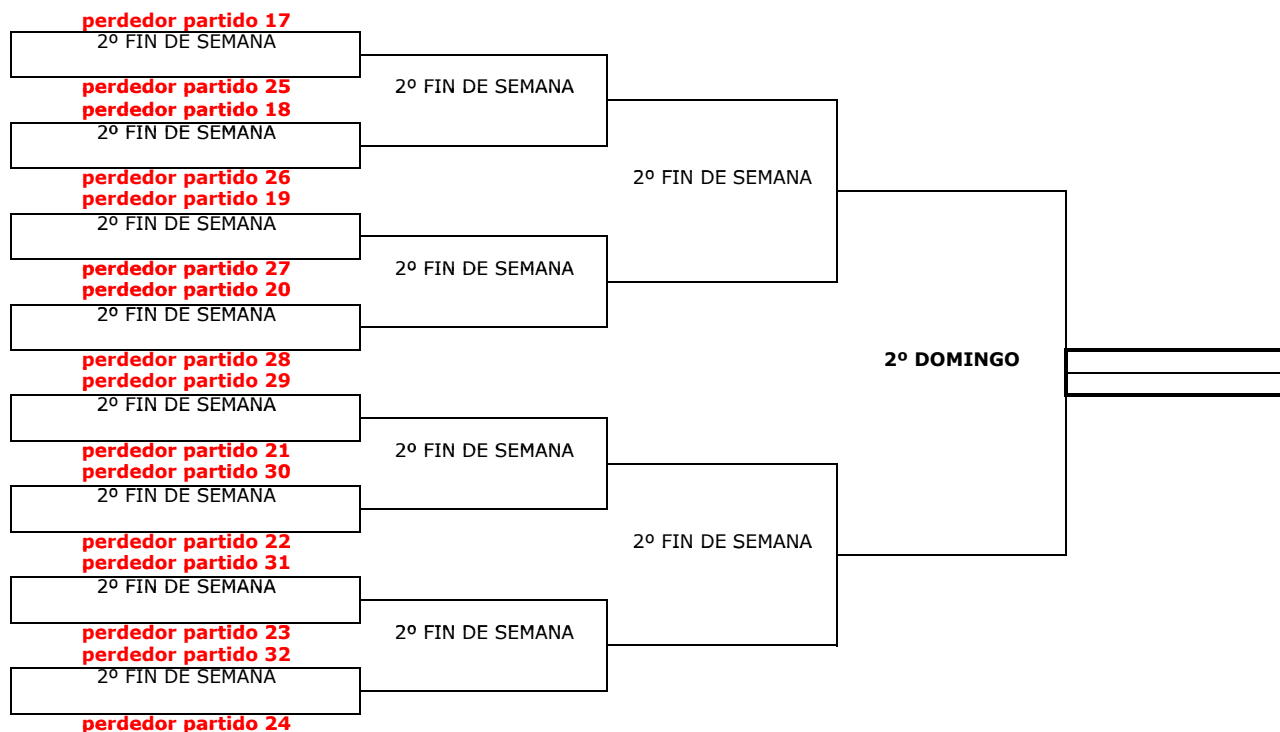 perdedor partido 17
2º FIN DE SEMANA
perdedor partido 25
2º FIN DE SEMANA
perdedor partido 18
2º FIN DE SEMANA
perdedor partido 26
2º FIN DE SEMANA
perdedor partido 19
2º FIN DE SEMANA
perdedor partido 27
2º FIN DE SEMANA
perdedor partido 20
2º FIN DE SEMANA
perdedor partido 28
2º DOMINGO
perdedor partido 29
2º FIN DE SEMANA
perdedor partido 21
2º FIN DE SEMANA
perdedor partido 30
2º FIN DE SEMANA
perdedor partido 22
2º FIN DE SEMANA
perdedor partido 31
2º FIN DE SEMANA
perdedor partido 23
2º FIN DE SEMANA
perdedor partido 32
2º FIN DE SEMANA
perdedor partido 24